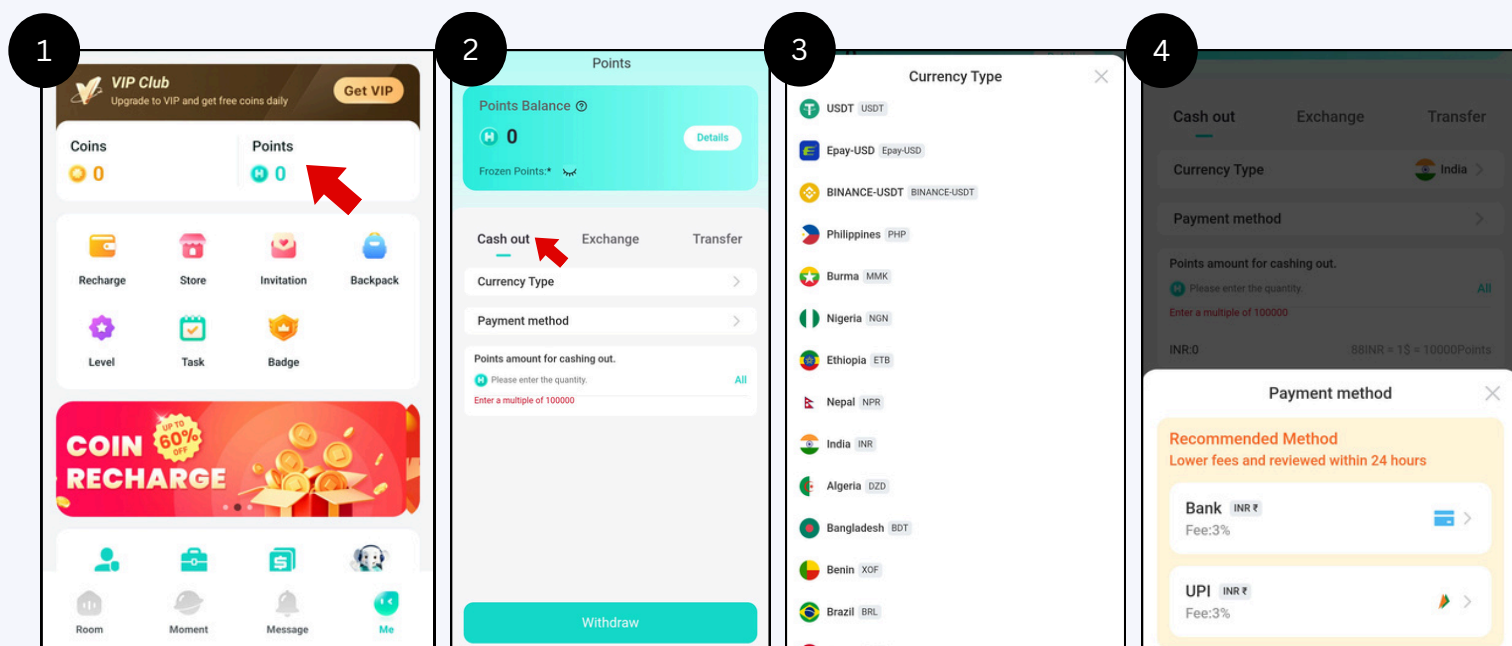 1
VIP Club
Upgrade to VIP and get free coins daily
Get VIP
Coins
Points
0
0
Recharge
Store
Invitation
Backpack
Level
Task
Badge
COIN
RECHARGE
UP TO
60%
OFF
Room
Moment
Message
Me
2
Points
Points Balance
H 0
Details
Frozen Points:*
Cash out
Exchange
Transfer
Currency Type
Payment method
Points amount for cashing out.
H Please enter the quantity.
All
Enter a multiple of 100000
Withdraw
3
Currency Type
USDT USDT
Epay-USD Epay-USD
BINANCE-USDT BINANCE-USDT
Philippines PHP
Burma MMK
Nigeria NGN
Ethiopia ETB
Nepal NPR
India INR
Algeria DZD
Bangladesh BDT
Benin XOF
Brazil BRL
4
Cash out
Exchange
Transfer
Currency Type
India
Payment method
Points amount for cashing out.
H Please enter the quantity.
All
Enter a multiple of 100000
INR:0
88INR = 1$ = 10000Points
Payment method
Recommended Method
Lower fees and reviewed within 24 hours
Bank INR ₹
Fee:3%
UPI INR ₹
Fee:3%